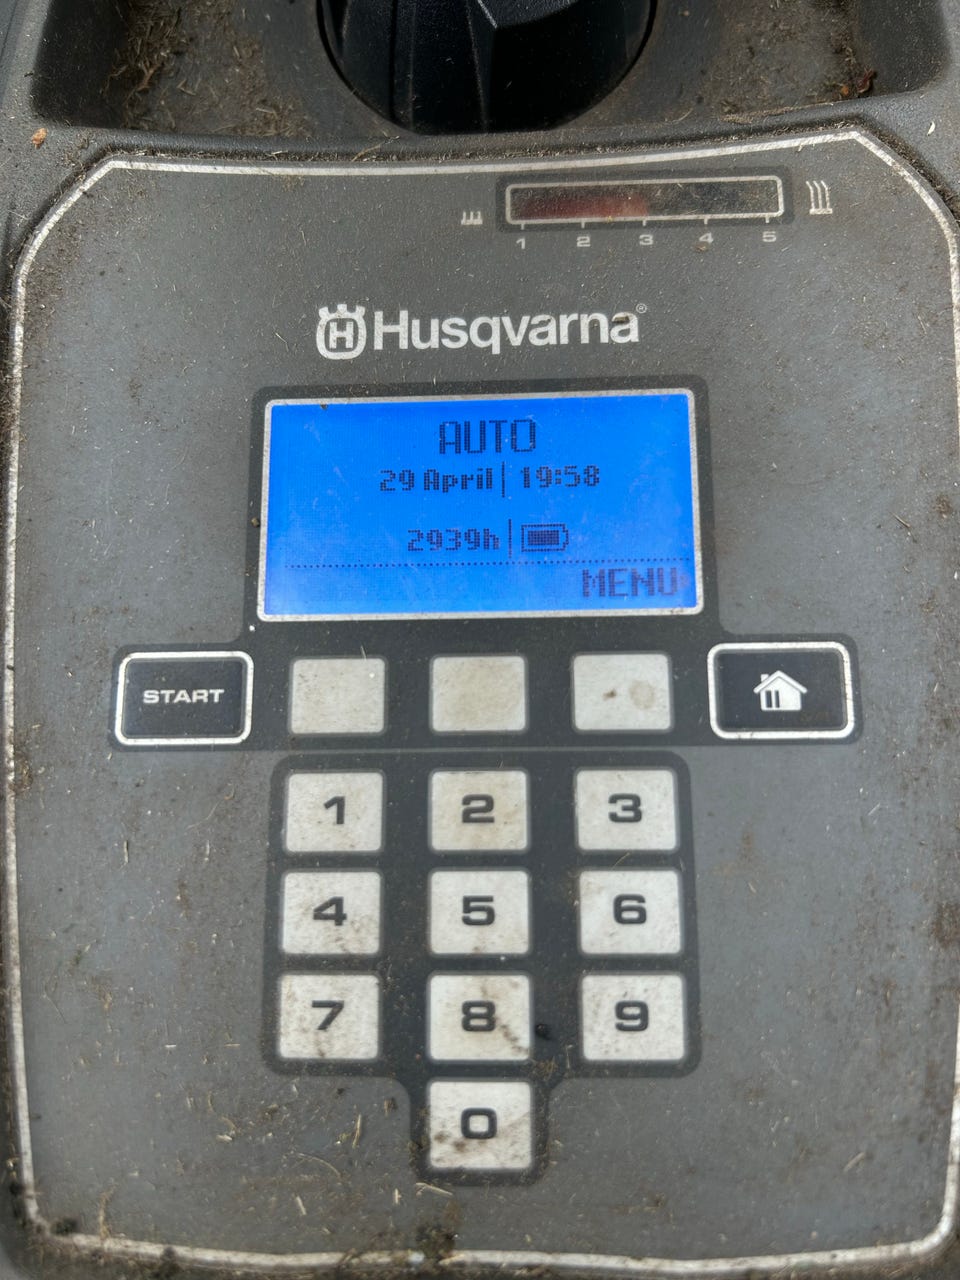 1 2 3 4 5
Husqvarna®
AUTO
29 April | 19:58
2939h |
MENU
START
1 2 3
4 5 6
7 8 9
0